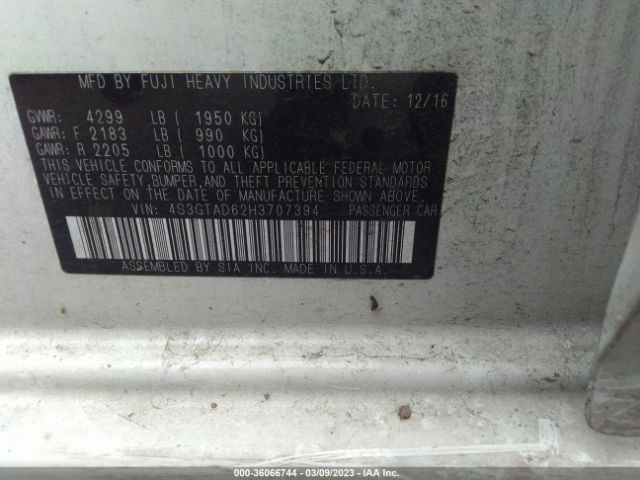 MFD BY FUJI HEAVY INDUSTRIES LTD.
DATE: 12/16
GVWR: 4299 LB ( 1950 KG)
GAWR: F 2183 LB ( 990 KG)
GAWR: R 2205 LB ( 1000 KG)
THIS VEHICLE CONFORMS TO ALL APPLICABLE FEDERAL MOTOR
VEHICLE SAFETY, BUMPER, AND THEFT PREVENTION STANDARDS
IN EFFECT ON THE DATE OF MANUFACTURE SHOWN ABOVE.
VIN: 4S3GTAD62H3707394 PASSENGER CAR
ASSEMBLED BY SIA INC. MADE IN U.S.A.
000-36066744 — 03/09/2023 — IAA Inc.